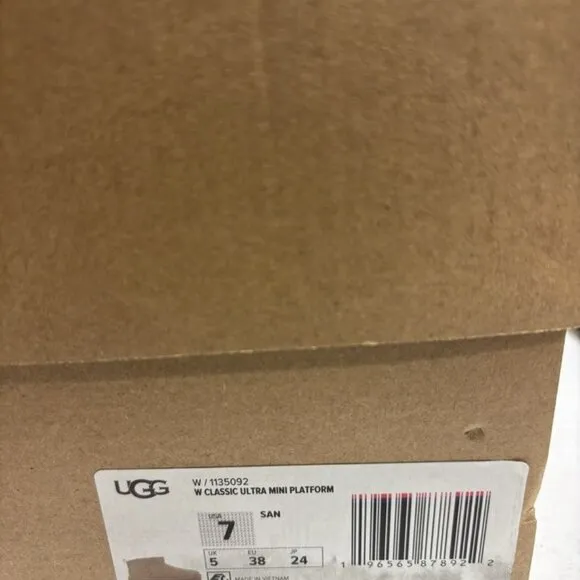 UGG
W / 1135092
W CLASSIC ULTRA MINI PLATFORM
USA
7
SAN
UK EU JP
5 38 24
1 96565 87892 2
MADE IN VIETNAM